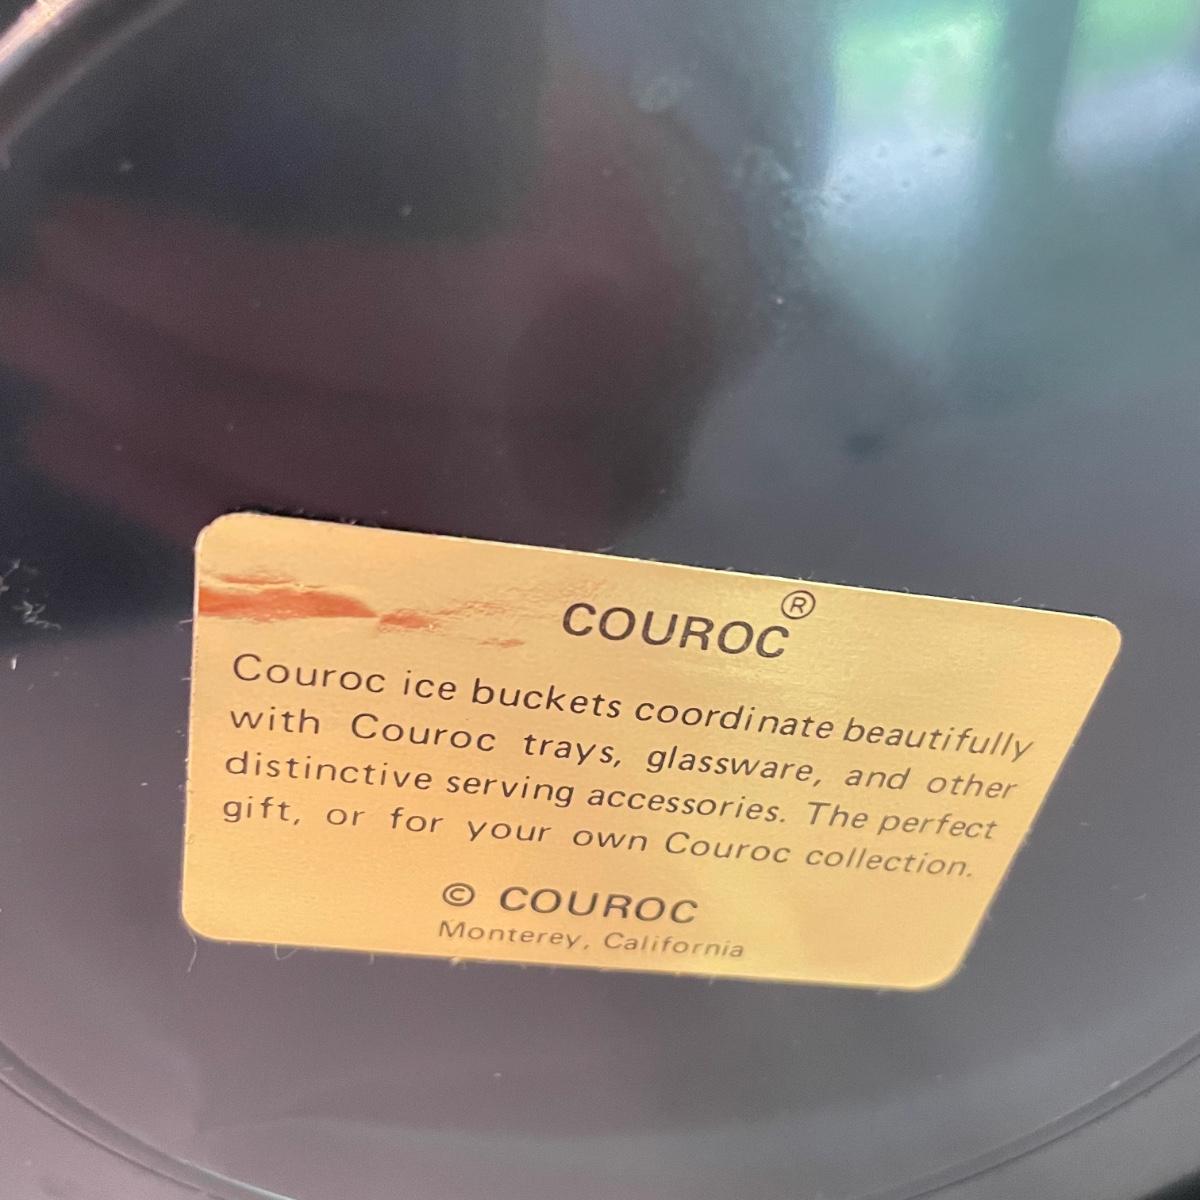 COUROC®
Couroc ice buckets coordinate beautifully
with Couroc trays, glassware, and other
distinctive serving accessories. The perfect
gift, or for your own Couroc collection.
© COUROC
Monterey, California